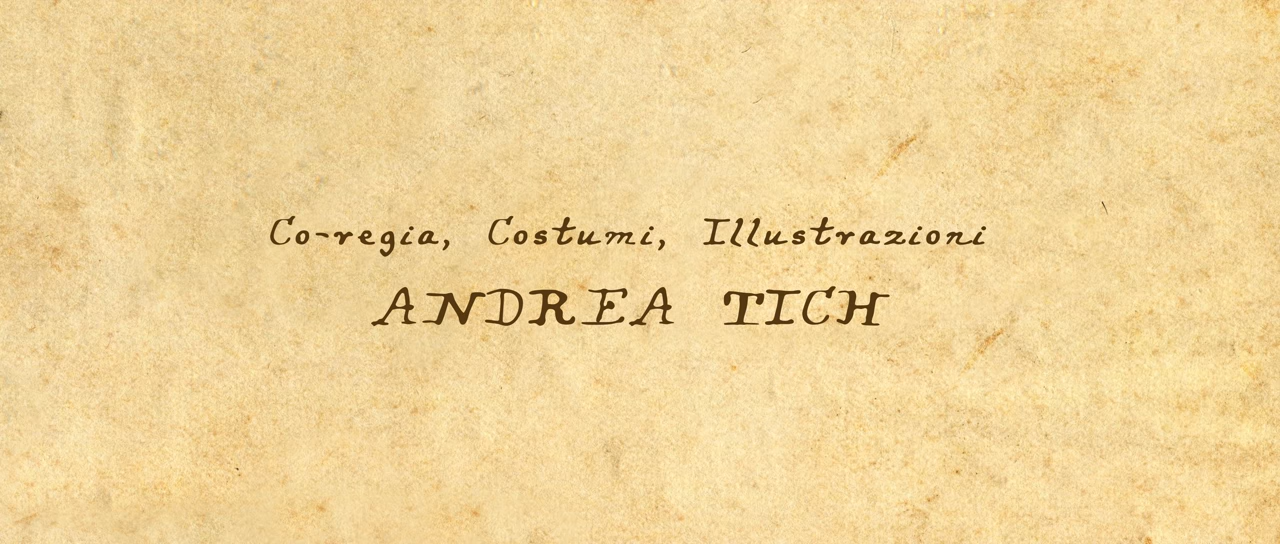 Co-regia, Costumi, Illustrazioni
ANDREA TICH